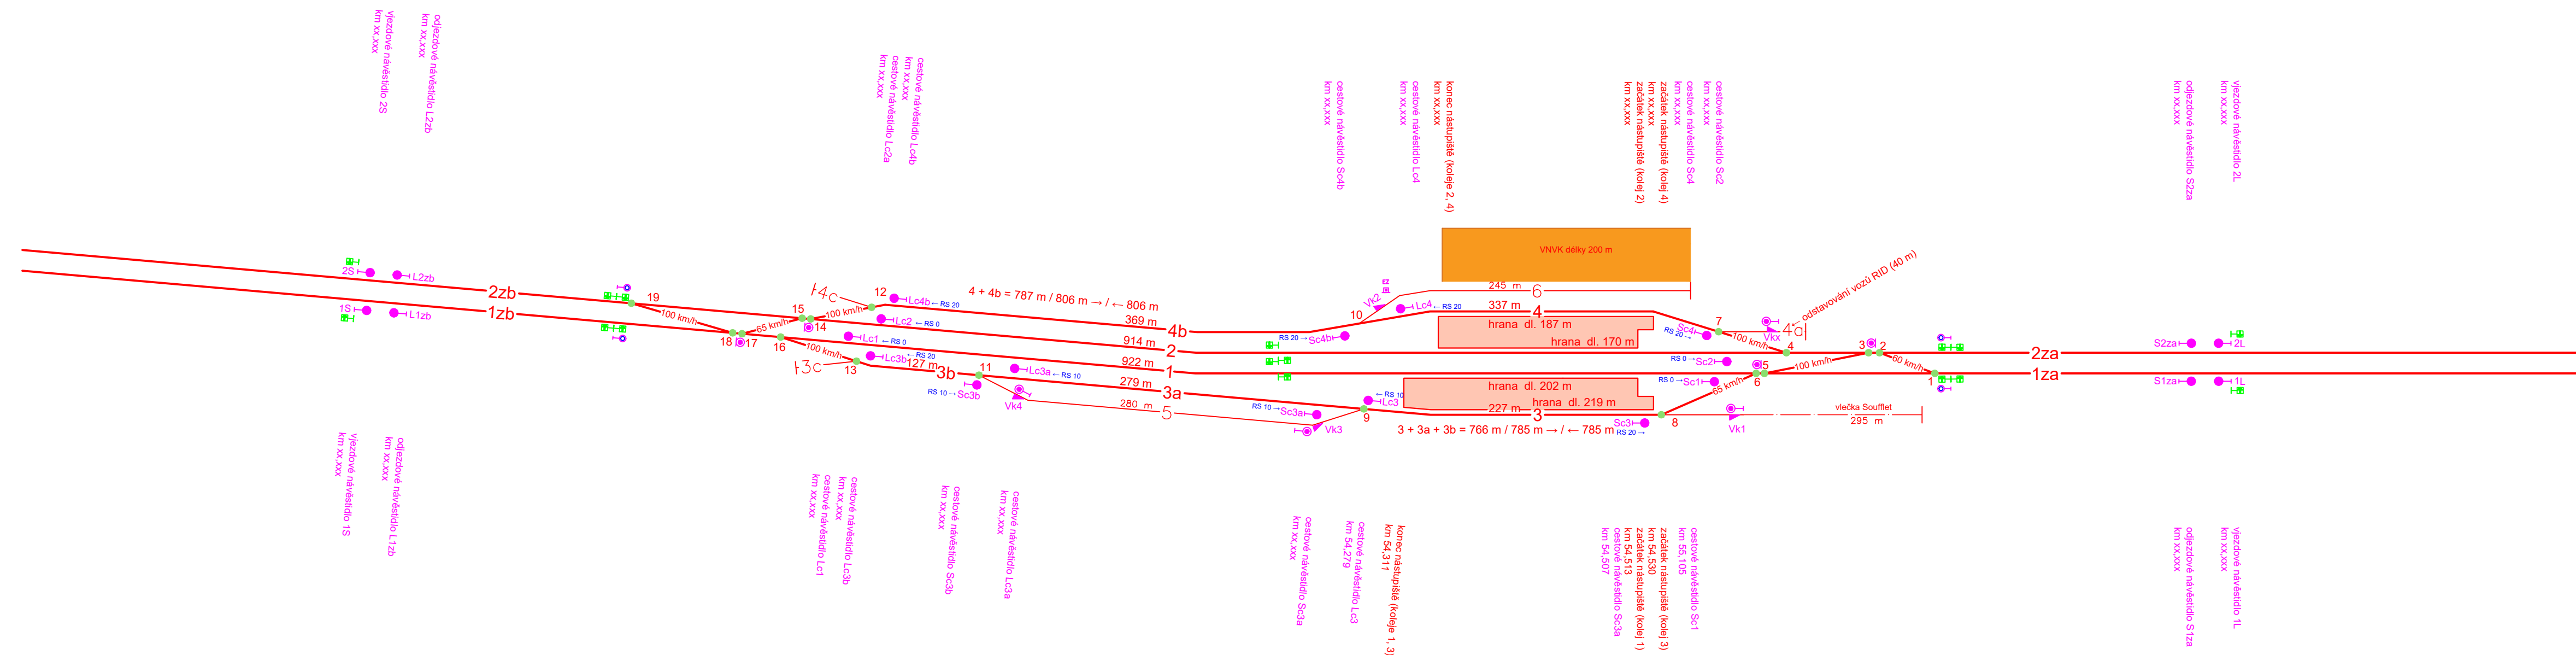 vjezdové návěstidlo 2S
km xx,xxx
odjezdové návěstidlo L2zb
km xx,xxx
cestové návěstidlo Lc4b
km xx,xxx
cestové návěstidlo Lc2a
km xx,xxx
cestové návěstidlo Sc4b
km xx,xxx
cestové návěstidlo Lc4
km xx,xxx
konec nástupiště (koleje 2, 4)
km xx,xxx
cestové návěstidlo Sc2
km xx,xxx
cestové návěstidlo Sc4
km xx,xxx
začátek nástupiště (kolej 4)
km xx,xxx
začátek nástupiště (kolej 2)
km xx,xxx
vjezdové návěstidlo 2L
km xx,xxx
odjezdové návěstidlo S2za
km xx,xxx
VNVK délky 200 m
odstavování vozů RID (40 m)
2S
L2zb
2zb
19
1S
L1zb
1zb
100 km/h
18
17
65 km/h
15
14
16
100 km/h
100 km/h
4c
12
Lc4b ← RS 20
4 + 4b = 787 m / 806 m → / ← 806 m
369 m
4b
Lc2 ← RS 0
914 m
2
Lc1 ← RS 0
922 m
1
3c
13
Lc3b ← RS 20
127 m
3b
11
RS 10 → Sc3b
Lc3a ← RS 10
Vk4
279 m
3a
280 m
5
RS 20 → Sc4b
10
Vk2
Lc4 ← RS 20
245 m
6
337 m
4
hrana dl. 187 m
hrana dl. 170 m
RS 20 →
Sc4
7
100 km/h
Vkx
4a
4
RS 0 → Sc2
RS 0 → Sc1
6
5
65 km/h
100 km/h
3
2
60 km/h
1
S2za
2L
2za
S1za
1L
1za
RS 10 → Sc3a
Vk3
9
← RS 10
Lc3
hrana dl. 202 m
hrana dl. 219 m
227 m
3
3 + 3a + 3b = 766 m / 785 m → / ← 785 m
RS 20 →
Sc3
8
Vk1
vlečka Soufflet
295 m
vjezdové návěstidlo 1S
km xx,xxx
odjezdové návěstidlo L1zb
km xx,xxx
cestové návěstidlo Lc1
km xx,xxx
cestové návěstidlo Lc3b
km xx,xxx
cestové návěstidlo Sc3b
km xx,xxx
cestové návěstidlo Lc3a
km xx,xxx
cestové návěstidlo Sc3a
km xx,xxx
cestové návěstidlo Lc3
km 54,279
konec nástupiště (koleje 1, 3)
km 54,311
cestové návěstidlo Sc1
km 55,105
začátek nástupiště (kolej 3)
km 54,530
začátek nástupiště (kolej 1)
km 54,513
cestové návěstidlo Sc3a
km 54,507
odjezdové návěstidlo S1za
km xx,xxx
vjezdové návěstidlo 1L
km xx,xxx